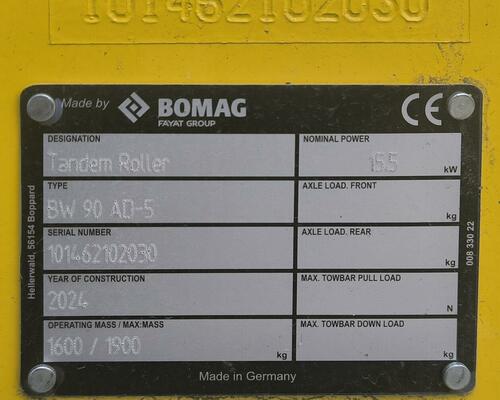 101462102030
Made by BOMAG CE
FAYAT GROUP
DESIGNATION NOMINAL POWER
Tandem Roller 15.5 kW
TYPE AXLE LOAD. FRONT
BW 90 AD-5 kg
SERIAL NUMBER AXLE LOAD. REAR
101462102030 kg
YEAR OF CONSTRUCTION MAX. TOWBAR PULL LOAD
2024 N
OPERATING MASS / MAX:MASS MAX. TOWBAR DOWN LOAD
1600 / 1900 kg kg
Made in Germany
Hellerwald, 56154 Boppard
008 330 22